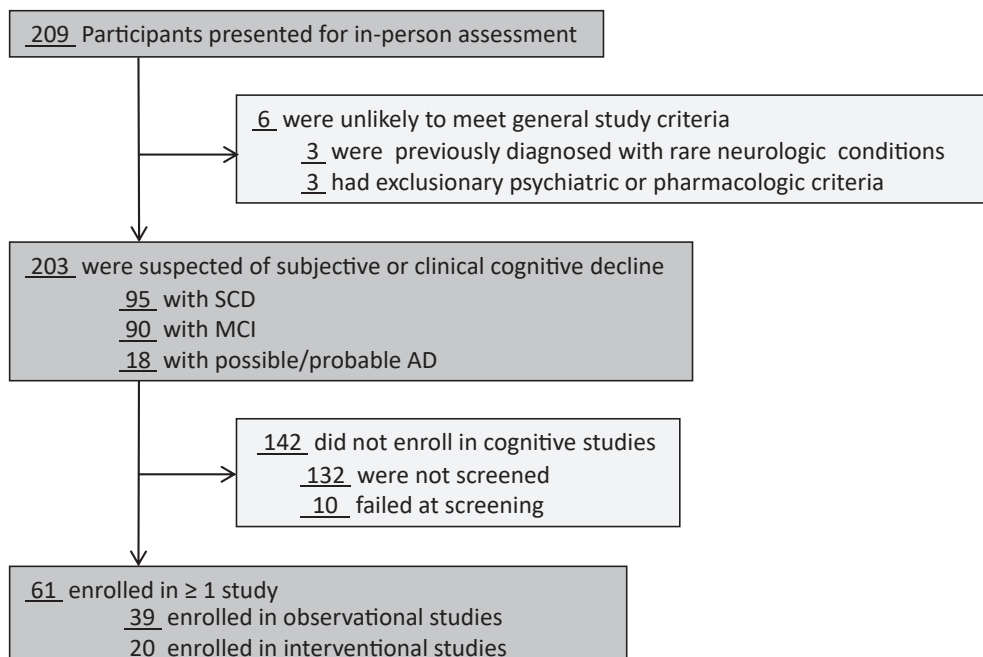 209 Participants presented for in-person assessment
6 were unlikely to meet general study criteria
3 were previously diagnosed with rare neurologic conditions
3 had exclusionary psychiatric or pharmacologic criteria
203 were suspected of subjective or clinical cognitive decline
95 with SCD
90 with MCI
18 with possible/probable AD
142 did not enroll in cognitive studies
132 were not screened
10 failed at screening
61 enrolled in ≥ 1 study
39 enrolled in observational studies
20 enrolled in interventional studies